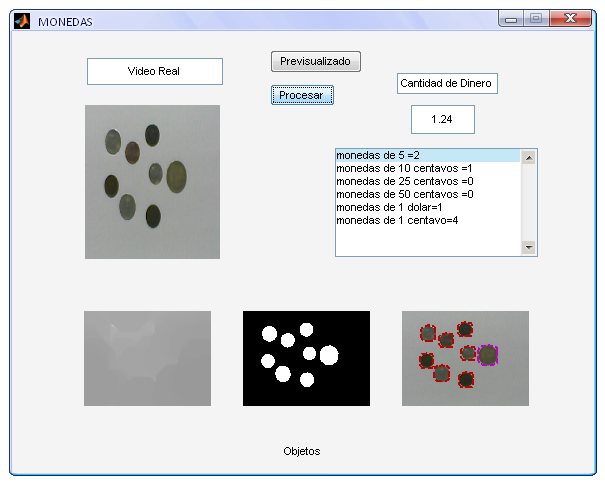 MONEDAS
Video Real
Previsualizado
Procesar
Cantidad de Dinero
1.24
monedas de 5 =2
monedas de 10 centavos =1
monedas de 25 centavos =0
monedas de 50 centavos =0
monedas de 1 dolar=1
monedas de 1 centavo=4
Objetos